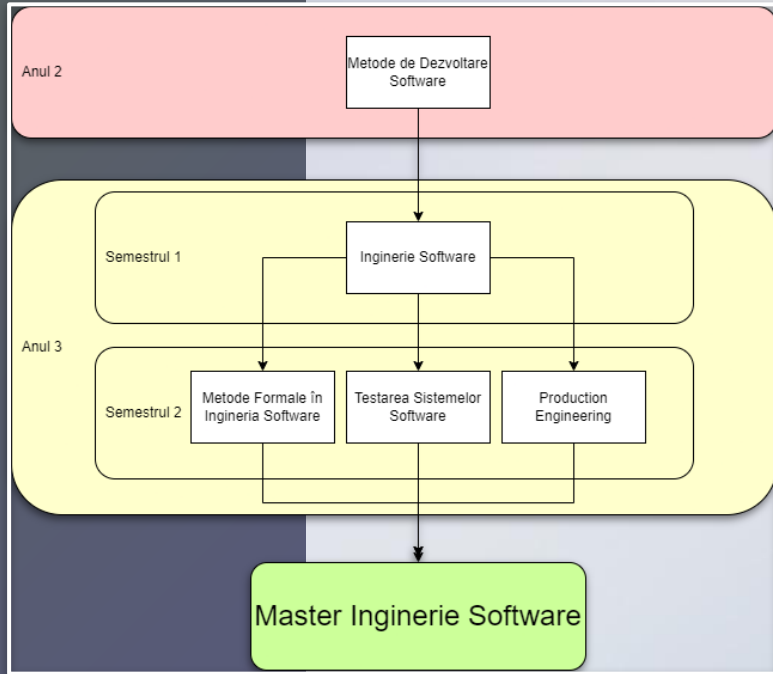 Anul 2
Metode de Dezvoltare
Software
Anul 3
Semestrul 1
Inginerie Software
Semestrul 2
Metode Formale în
Ingineria Software
Testarea Sistemelor
Software
Production
Engineering
Master Inginerie Software